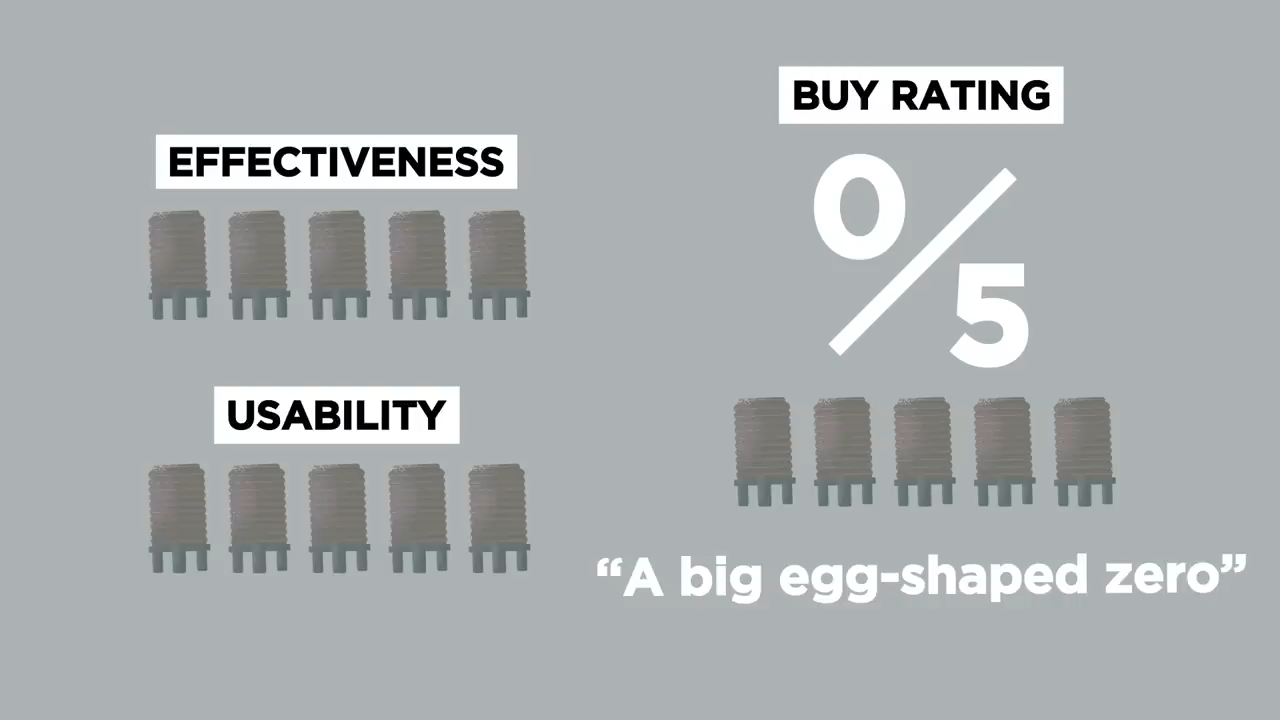 EFFECTIVENESS
USABILITY
BUY RATING
0/5
“A big egg-shaped zero”